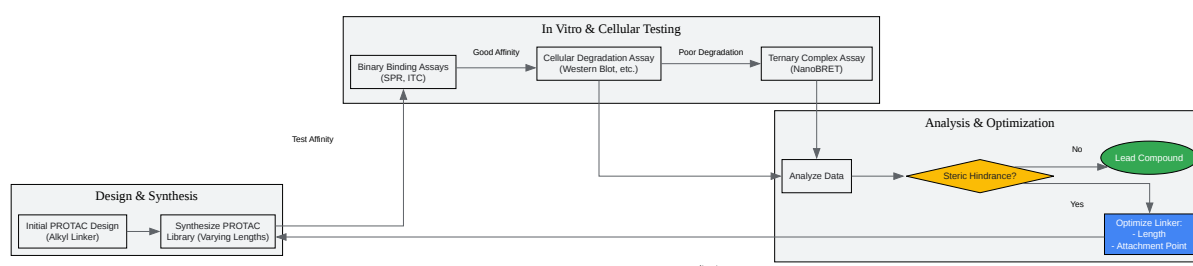 In Vitro & Cellular Testing
Binary Binding Assays
(SPR, ITC)
Good Affinity
Cellular Degradation Assay
(Western Blot, etc.)
Poor Degradation
Ternary Complex Assay
(NanoBRET)
Test Affinity
Analysis & Optimization
Analyze Data
Steric Hindrance?
No
Lead Compound
Yes
Optimize Linker:
- Length
- Attachment Point
Design & Synthesis
Initial PROTAC Design
(Alkyl Linker)
Synthesize PROTAC
Library (Varying Lengths)